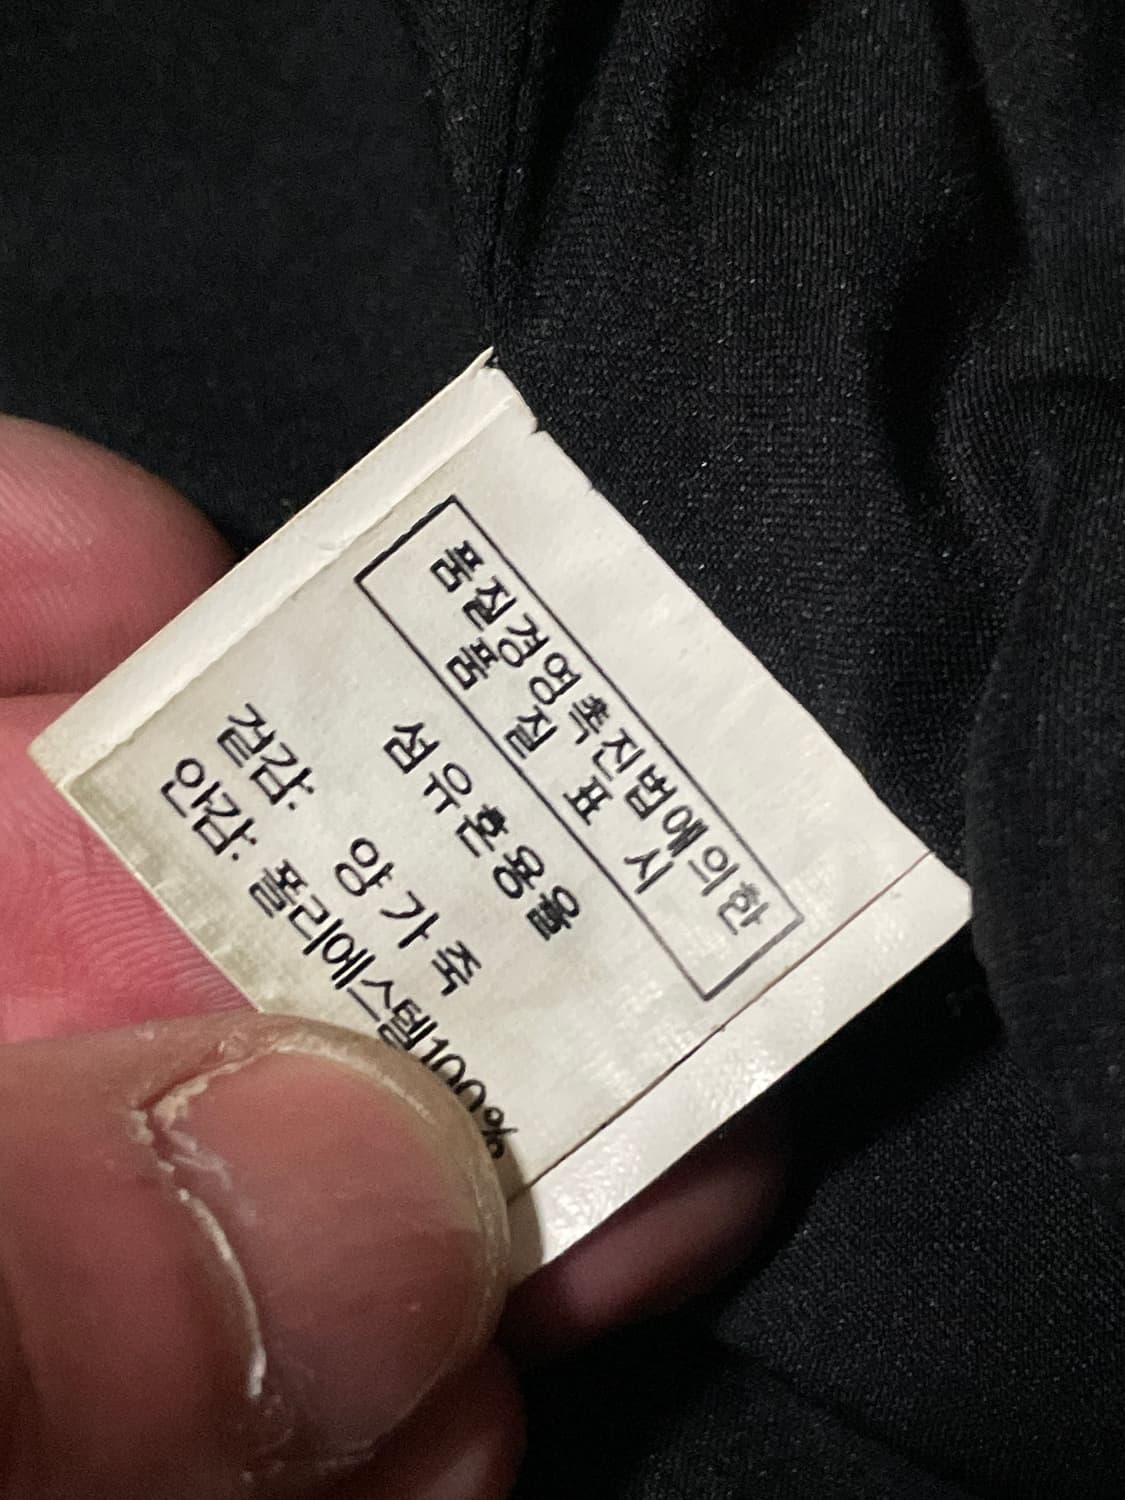 품질경영촉진법에의한
품 질 표 시
섬유혼용율
겉감: 양 가 죽
안감: 폴리에스텔100%